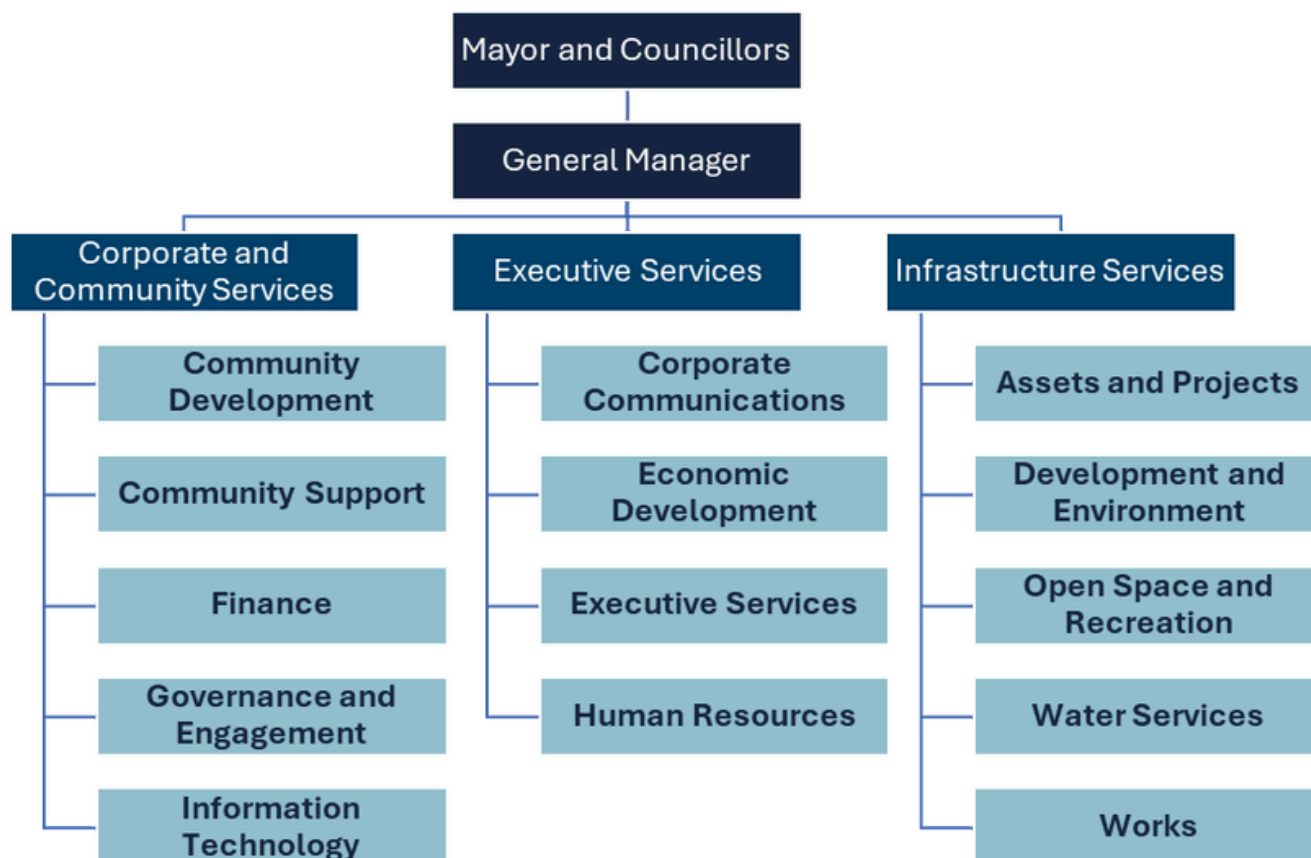 Mayor and Councillors
General Manager
Corporate and
Community Services
Executive Services
Infrastructure Services
Community
Development
Community Support
Finance
Governance and
Engagement
Information
Technology
Corporate
Communications
Economic
Development
Executive Services
Human Resources
Assets and Projects
Development and
Environment
Open Space and
Recreation
Water Services
Works